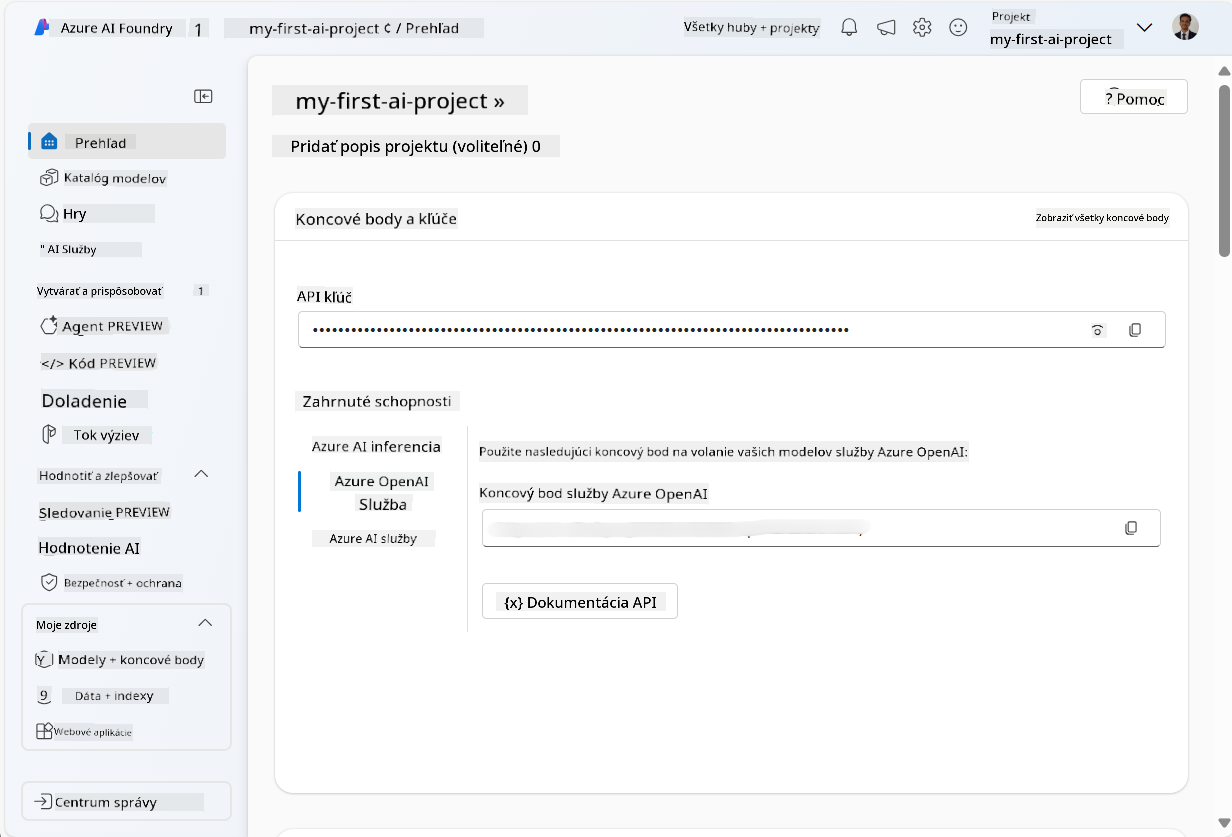 Azure AI Foundry 1 my-first-ai-project ¢ / Prehľad Všetky huby + projekty Projekt
my-first-ai-project
Prehľad
Katalóg modelov
Hry
" AI Služby
Vytvárať a prispôsobovať 1
Agent PREVIEW
</> Kód PREVIEW
Doladenie
Tok výziev
Hodnotiť a zlepšovať
Sledovanie PREVIEW
Hodnotenie AI
Bezpečnosť + ochrana
Moje zdroje
Modely + koncové body
9 Dáta + indexy
Webové aplikácie
Centrum správy
my-first-ai-project »
? Pomoc
Pridať popis projektu (voliteľné) 0
Koncové body a kľúče
Zobraziť všetky koncové body
API kľúč
Zahrnuté schopnosti
Azure AI inferencia
Azure OpenAI
Služba
Azure AI služby
Použite nasledujúci koncový bod na volanie vašich modelov služby Azure OpenAI:
Koncový bod služby Azure OpenAI
{x} Dokumentácia API